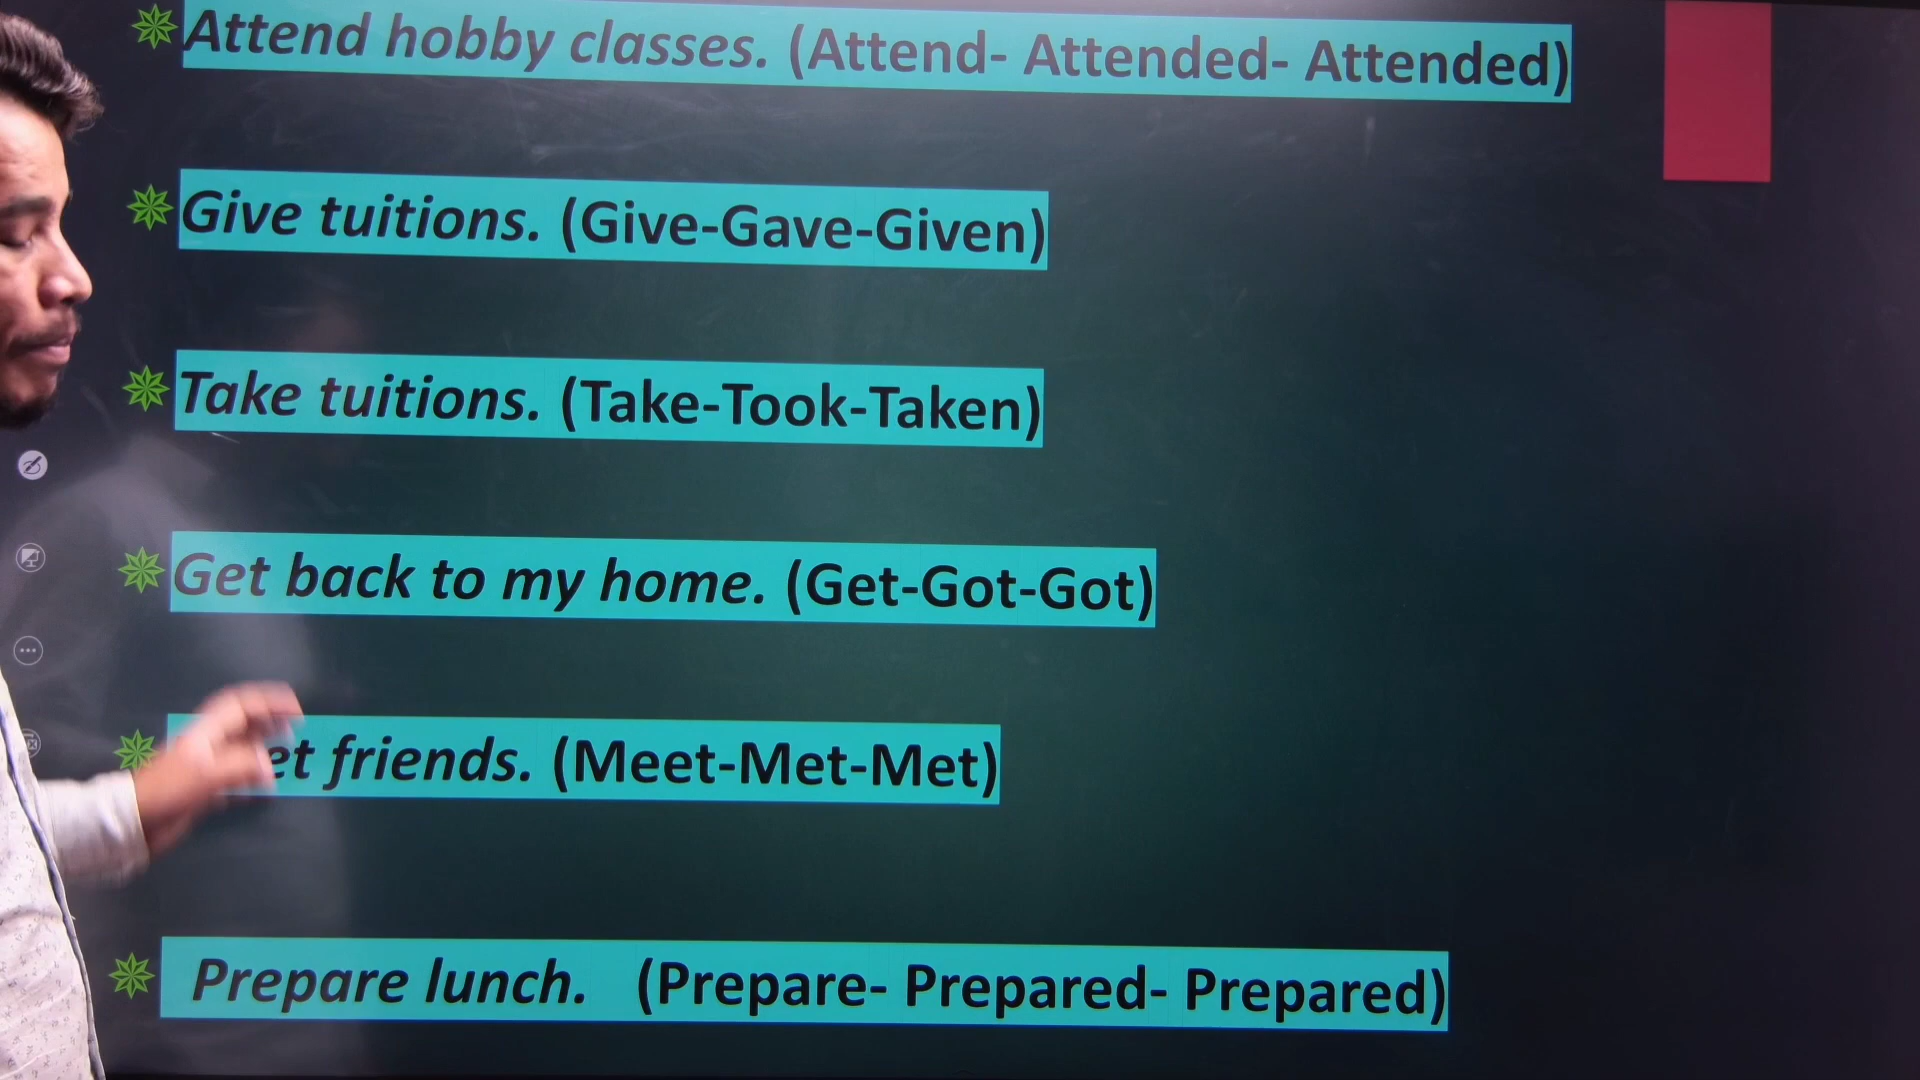 Attend hobby classes. (Attend- Attended- Attended)
Give tuitions. (Give-Gave-Given)
Take tuitions. (Take-Took-Taken)
Get back to my home. (Get-Got-Got)
friends. (Meet-Met-Met)
Prepare lunch. (Prepare- Prepared- Prepared)